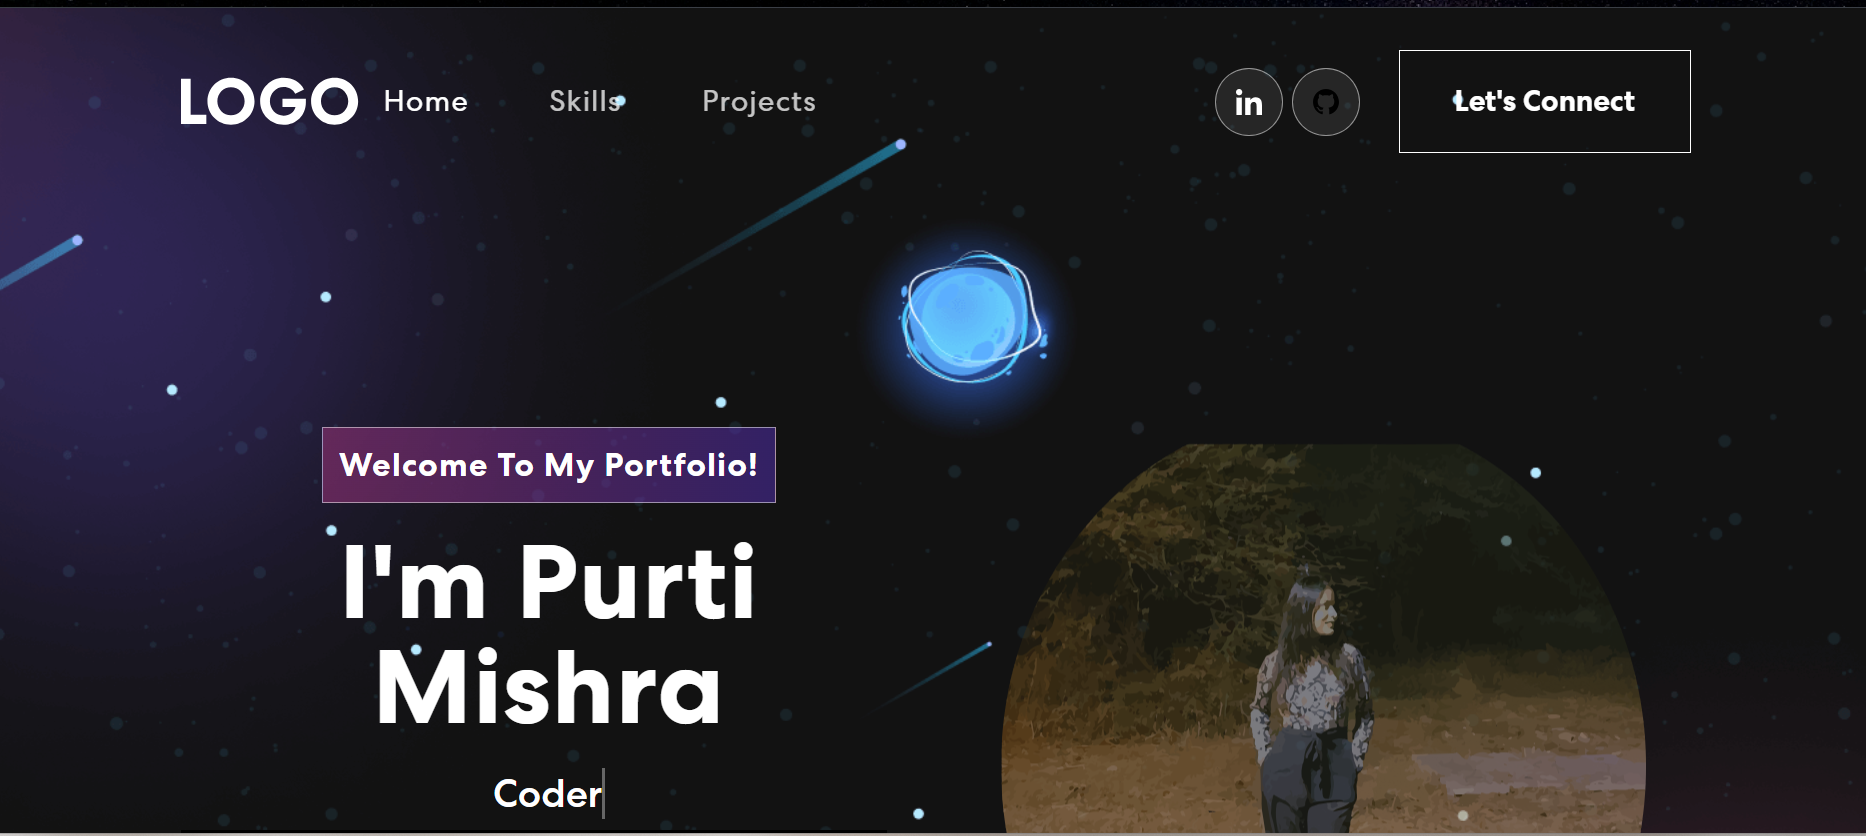 LOGO Home Skills Projects in Let's Connect
Welcome To My Portfolio!
I'm Purti
Mishra
Coder